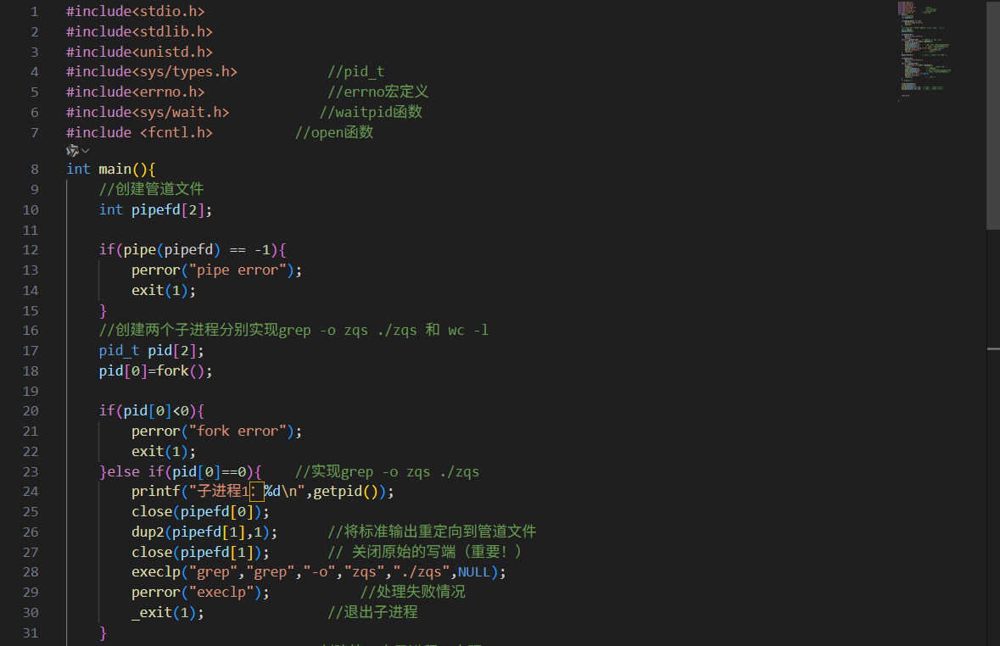 1 #include<stdio.h>
2 #include<stdlib.h>
3 #include<unistd.h>
4 #include<sys/types.h> //pid_t
5 #include<errno.h> //errno宏定义
6 #include<sys/wait.h> //waitpid函数
7 #include <fcntl.h> //open函数
8 int main(){
9 //创建管道文件
10 int pipefd[2];
11
12 if(pipe(pipefd) == -1){
13 perror("pipe error");
14 exit(1);
15 }
16 //创建两个子进程分别实现grep -o zqs ./zqs 和 wc -l
17 pid_t pid[2];
18 pid[0]=fork();
19
20 if(pid[0]<0){
21 perror("fork error");
22 exit(1);
23 }else if(pid[0]==0){ //实现grep -o zqs ./zqs
24 printf("子进程1：%d\n",getpid());
25 close(pipefd[0]);
26 dup2(pipefd[1],1); //将标准输出重定向到管道文件
27 close(pipefd[1]); // 关闭原始的写端（重要！）
28 execlp("grep","grep","-o","zqs","./zqs",NULL);
29 perror("execlp"); //处理失败情况
30 _exit(1); //退出子进程
31 }